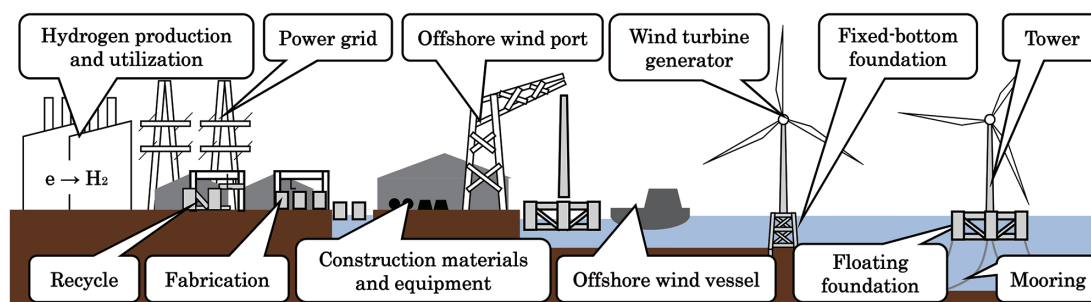 Hydrogen production
and utilization
Power grid
Offshore wind port
Wind turbine
generator
Fixed-bottom
foundation
Tower
e → H₂
Recycle
Fabrication
Construction materials
and equipment
Offshore wind vessel
Floating
foundation
Mooring